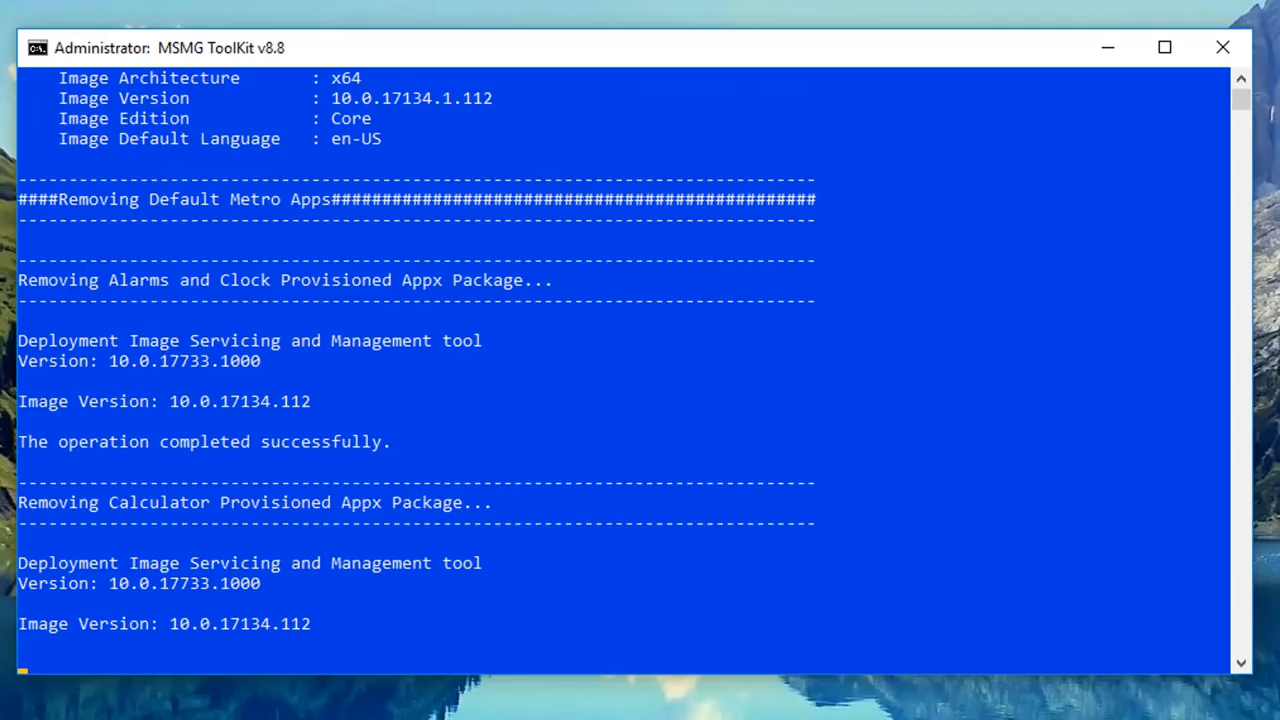 Administrator: MSMG ToolKit v8.8
Image Architecture : x64
Image Version : 10.0.17134.1.112
Image Edition : Core
Image Default Language : en-US
-------------------------------------------------------------------------------
####Removing Default Metro Apps################################################
-------------------------------------------------------------------------------
-------------------------------------------------------------------------------
Removing Alarms and Clock Provisioned Appx Package...
-------------------------------------------------------------------------------
Deployment Image Servicing and Management tool
Version: 10.0.17733.1000
Image Version: 10.0.17134.112
The operation completed successfully.
-------------------------------------------------------------------------------
Removing Calculator Provisioned Appx Package...
-------------------------------------------------------------------------------
Deployment Image Servicing and Management tool
Version: 10.0.17733.1000
Image Version: 10.0.17134.112